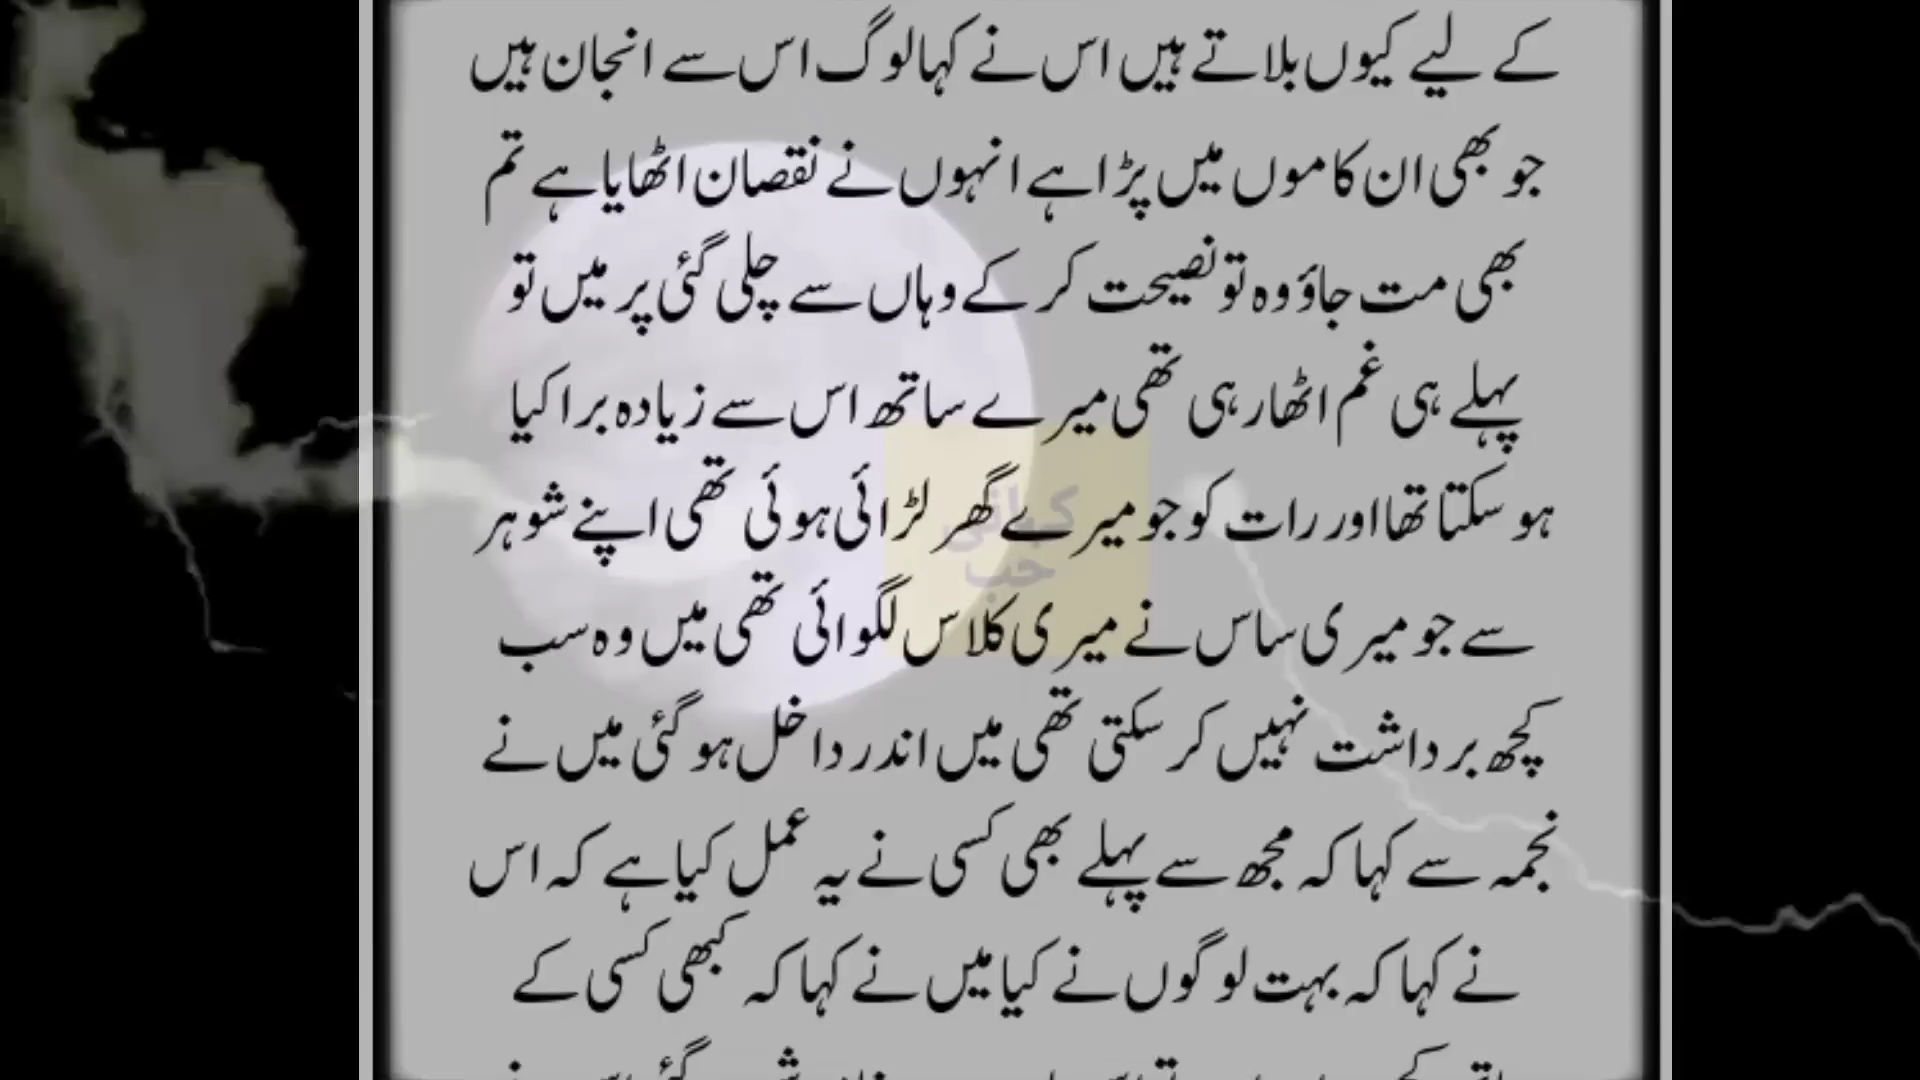 کے لیے کیوں بلاتے ہیں اس نے کہا لوگ اس سے انجان ہیں
جو بھی ان کاموں میں پڑا ہے انہوں نے نقصان اٹھایا ہے تم
بھی مت جاؤ وہ تو نصیحت کر کے وہاں سے چلی گئی پر میں تو
پہلے ہی غم اٹھا رہی تھی میرے ساتھ اس سے زیادہ برا کیا
ہو سکتا تھا اور رات کو جو میرے گھر لڑائی ہوئی تھی اپنے شوہر
سے جو میری ساس نے میری کلاس لگوائی تھی میں وہ سب
کچھ برداشت نہیں کر سکتی تھی میں اندر داخل ہو گئی میں نے
نجمہ سے کہا کہ مجھ سے پہلے بھی کسی نے یہ عمل کیا ہے کہ اس
نے کہا کہ بہت لوگوں نے کیا میں نے کہا کہ کبھی کسی کے
کہانی
حب